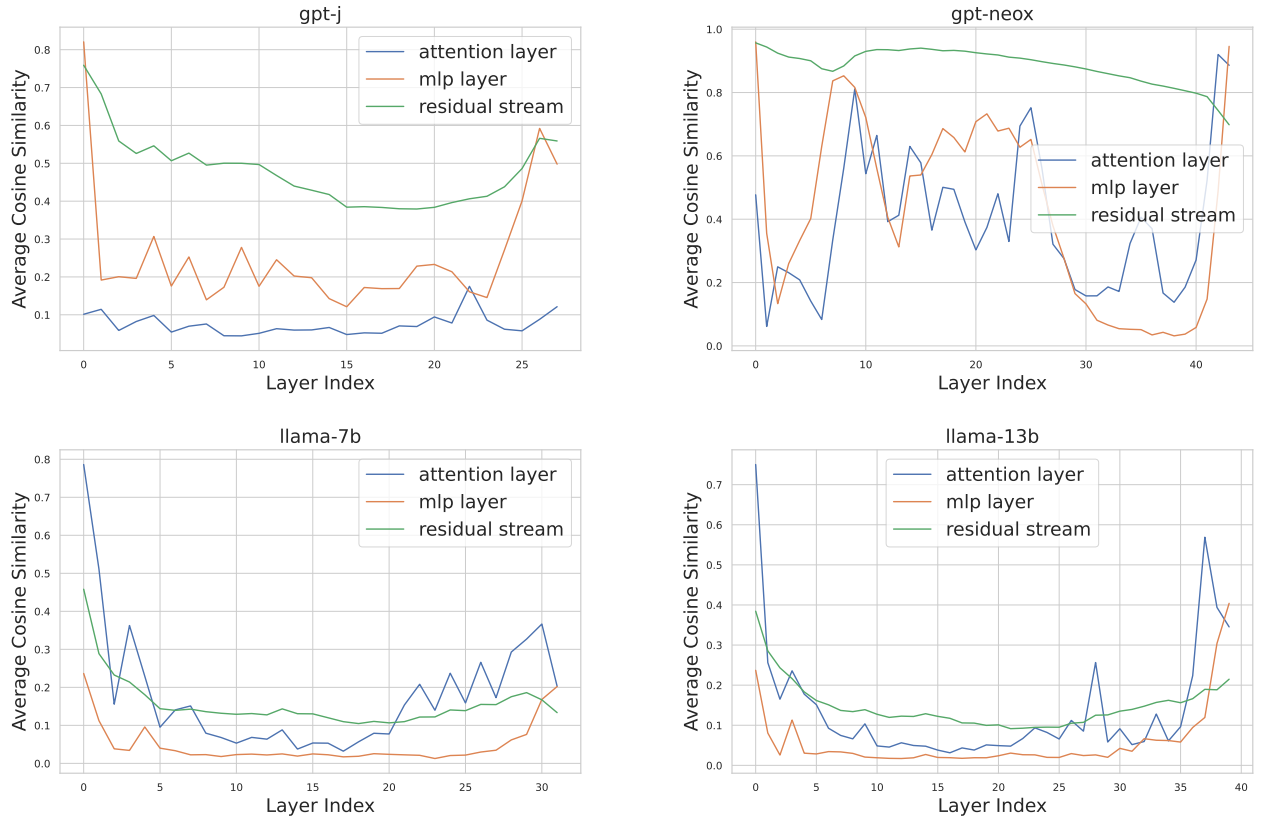 gpt-j
Average Cosine Similarity
0.8
0.7
0.6
0.5
0.4
0.3
0.2
0.1
attention layer
mlp layer
residual stream
0 5 10 15 20 25
Layer Index
gpt-neox
Average Cosine Similarity
1.0
0.8
0.6
0.4
0.2
0.0
attention layer
mlp layer
residual stream
0 10 20 30 40
Layer Index
llama-7b
Average Cosine Similarity
0.8
0.7
0.6
0.5
0.4
0.3
0.2
0.1
0.0
attention layer
mlp layer
residual stream
0 5 10 15 20 25 30
Layer Index
llama-13b
Average Cosine Similarity
0.7
0.6
0.5
0.4
0.3
0.2
0.1
0.0
attention layer
mlp layer
residual stream
0 5 10 15 20 25 30 35 40
Layer Index